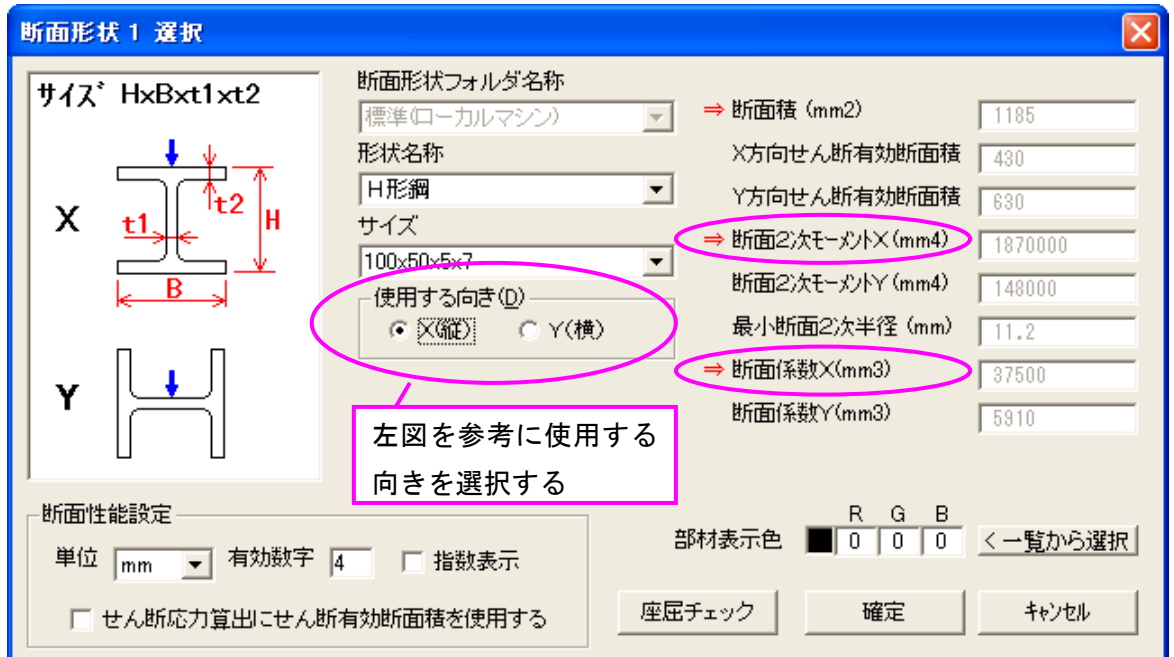 断面形状 1 選択
サイズ HxBxt1xt2
X
t1
t2
H
B
Y
断面形状フォルダ名称
標準(ローカルマシン)
形状名称
H形鋼
サイズ
100x50x5x7
使用する向き(D)
X(縦)
Y(横)
左図を参考に使用する
向きを選択する
⇒ 断面積 (mm2) 1185
X方向せん断有効断面積 430
Y方向せん断有効断面積 630
⇒ 断面2次モーメントX(mm4) 1870000
断面2次モーメントY(mm4) 148000
最小断面2次半径 (mm) 11.2
⇒ 断面係数X(mm3) 37500
断面係数Y(mm3) 5910
断面性能設定
単位 mm 有効数字 4 指数表示
せん断応力算出にせん断有効断面積を使用する
R G B
部材表示色 0 0 0 <一覧から選択
座屈チェック 確定 キャンセル